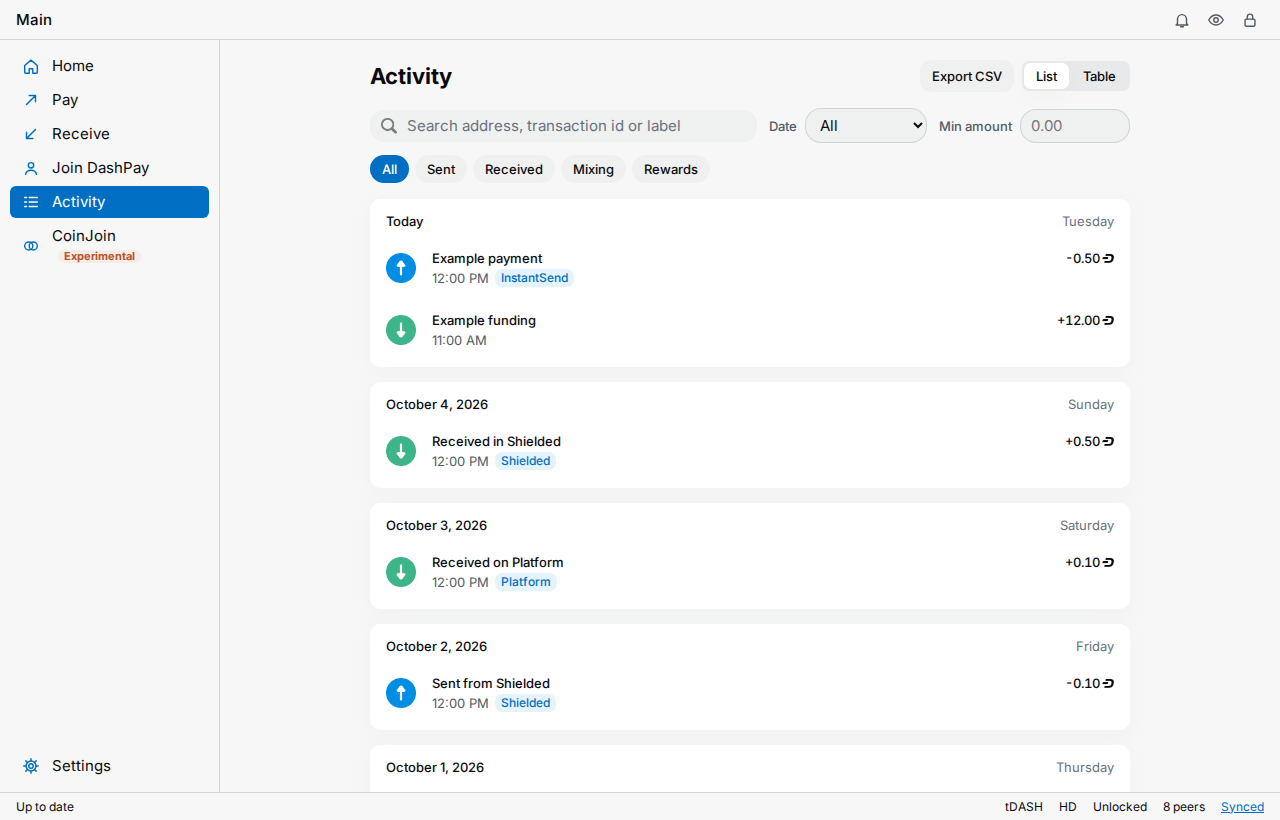 Main
Home
Pay
Receive
Join DashPay
Activity
CoinJoin
Experimental
Settings
Activity
Export CSV
List
Table
Search address, transaction id or label
Date
All
Min amount
0.00
All
Sent
Received
Mixing
Rewards
Today
Tuesday
Example payment
-0.50
12:00 PM
InstantSend
Example funding
+12.00
11:00 AM
October 4, 2026
Sunday
Received in Shielded
+0.50
12:00 PM
Shielded
October 3, 2026
Saturday
Received on Platform
+0.10
12:00 PM
Platform
October 2, 2026
Friday
Sent from Shielded
-0.10
12:00 PM
Shielded
October 1, 2026
Thursday
Up to date
tDASH
HD
Unlocked
8 peers
Synced